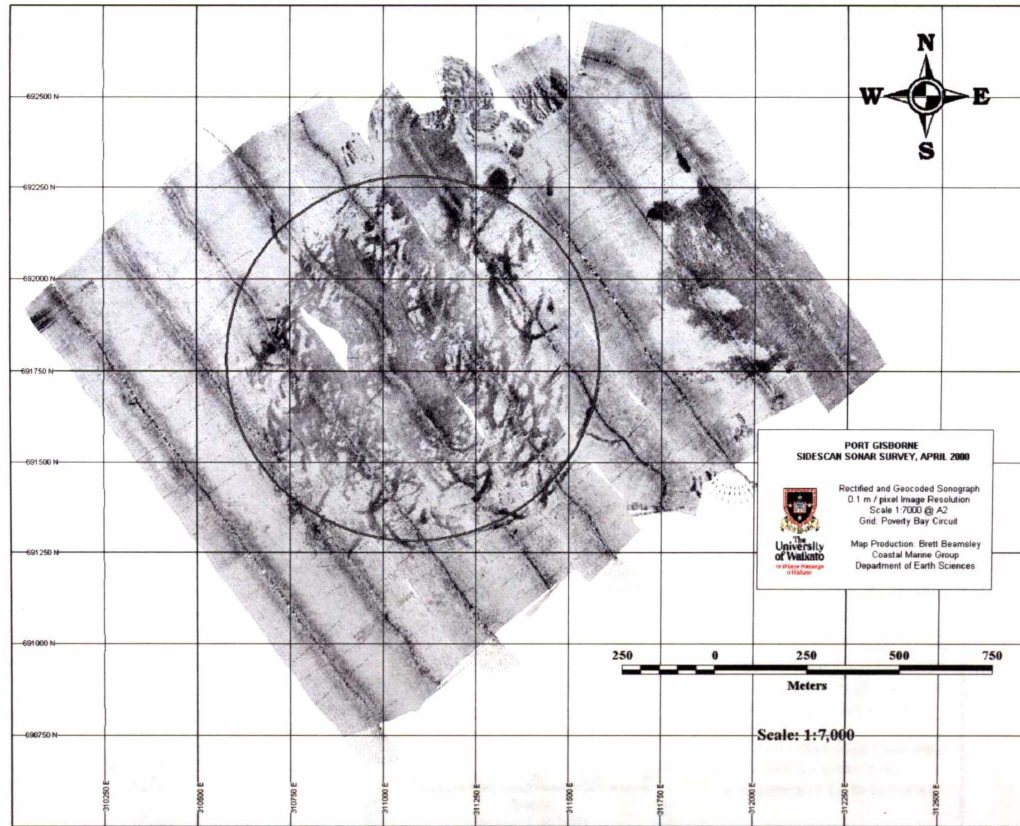 N
W E
S
692500 N
692250 N
692000 N
691750 N
691500 N
691250 N
691000 N
690750 N
PORT GISBORNE
SIDESCAN SONAR SURVEY, APRIL 2000
Rectified and Geocoded Sonograph
0.1 m / pixel Image Resolution
Scale 1:7000 @ A2
Grid: Poverty Bay Circuit
Map Production: Brett Beamsley
Coastal Marine Group
Department of Earth Sciences
The
University
of Waikato
250 0 250 500 750
Meters
Scale: 1:7,000
310250 E
310500 E
310750 E
311000 E
311250 E
311500 E
311750 E
312000 E
312250 E
312500 E